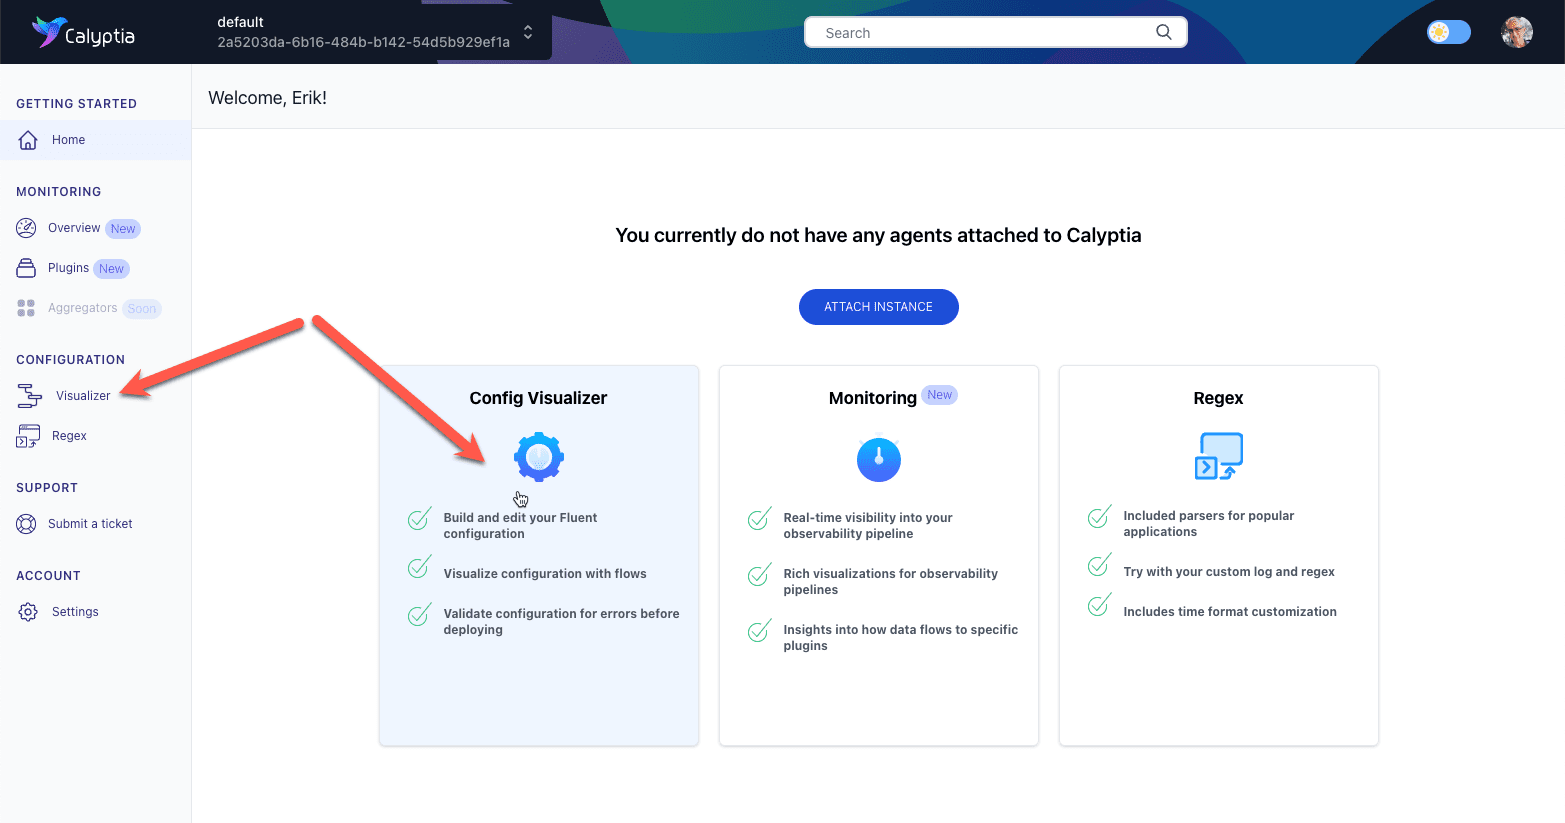 Calyptia
default
2a5203da-6b16-484b-b142-54d5b929ef1a
Search
GETTING STARTED
Home
MONITORING
Overview New
Plugins New
Aggregators Soon
CONFIGURATION
Visualizer
Regex
SUPPORT
Submit a ticket
ACCOUNT
Settings
Welcome, Erik!
You currently do not have any agents attached to Calyptia
ATTACH INSTANCE
Config Visualizer
Build and edit your Fluent
configuration
Visualize configuration with flows
Validate configuration for errors before
deploying
Monitoring New
Real-time visibility into your
observability pipeline
Rich visualizations for observability
pipelines
Insights into how data flows to specific
plugins
Regex
Included parsers for popular
applications
Try with your custom log and regex
Includes time format customization